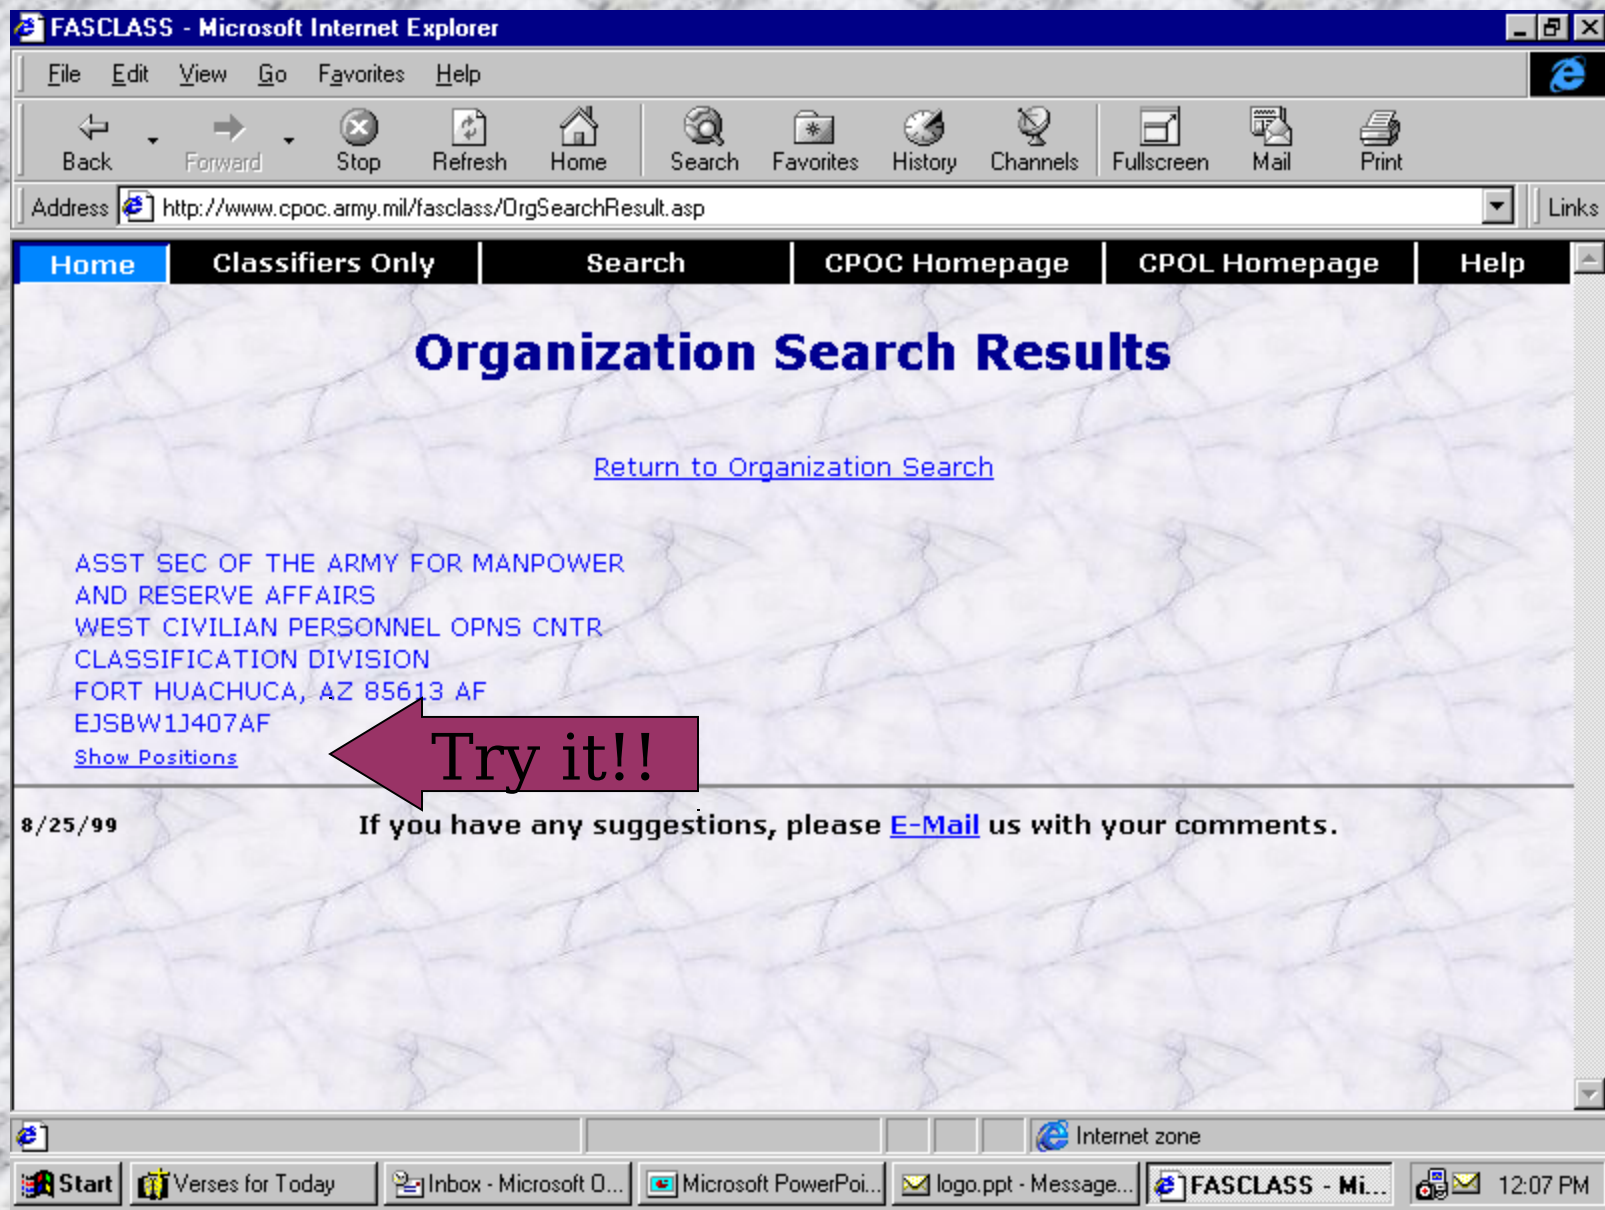 FASCLASS - Microsoft Internet Explorer
File Edit View Go Favorites Help
Back Forward Stop Refresh Home Search Favorites History Channels Fullscreen Mail Print
Address http://www.cpoc.army.mil/fasclass/OrgSearchResult.asp Links
Home Classifiers Only Search CPOC Homepage CPOL Homepage Help
Organization Search Results
Return to Organization Search
ASST SEC OF THE ARMY FOR MANPOWER
AND RESERVE AFFAIRS
WEST CIVILIAN PERSONNEL OPNS CNTR
CLASSIFICATION DIVISION
FORT HUACHUCA, AZ 85613 AF
EJSBW1J407AF
Show Positions
Try it!!
8/25/99 If you have any suggestions, please E-Mail us with your comments.
Internet zone
Start Verses for Today Inbox - Microsoft O... Microsoft PowerPoi... logo.ppt - Message... FASCLASS - Mi... 12:07 PM